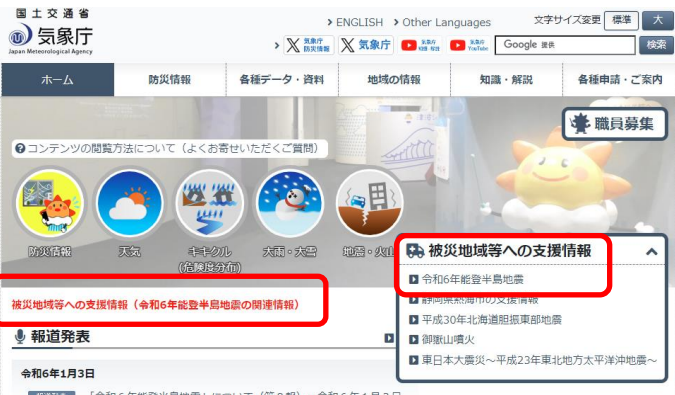 国土交通省
気象庁
Japan Meteorological Agency
ENGLISH Other Languages
文字サイズ変更 標準 大
気象庁 防災情報
気象庁
YouTube
Google 提供
検索
ホーム 防災情報 各種データ・資料 地域の情報 知識・解説 各種申請・ご案内
職員募集
コンテンツの閲覧方法について（よくお寄せいただくご質問）
防災情報 天気 キキクル (危険度分布) 大雨・大雪 地震・火山
被災地域等への支援情報
令和6年能登半島地震
静岡県熱海市の支援情報
平成30年北海道胆振東部地震
御嶽山噴火
東日本大震災～平成23年東北地方太平洋沖地震～
被災地域等への支援情報（令和6年能登半島地震の関連情報）
報道発表
令和6年1月3日